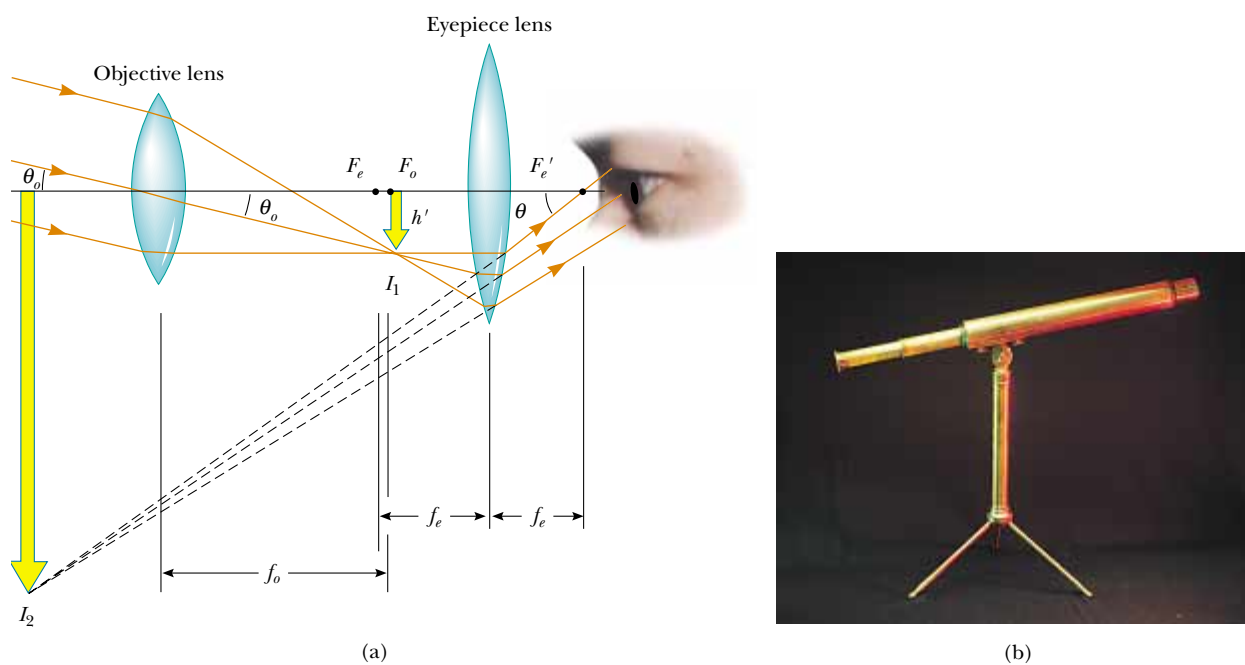 Eyepiece lens
Objective lens
θo
Fe
Fo
Fe′
θo
h′
θ
I1
fe
fe
fo
I2
(a)
(b)